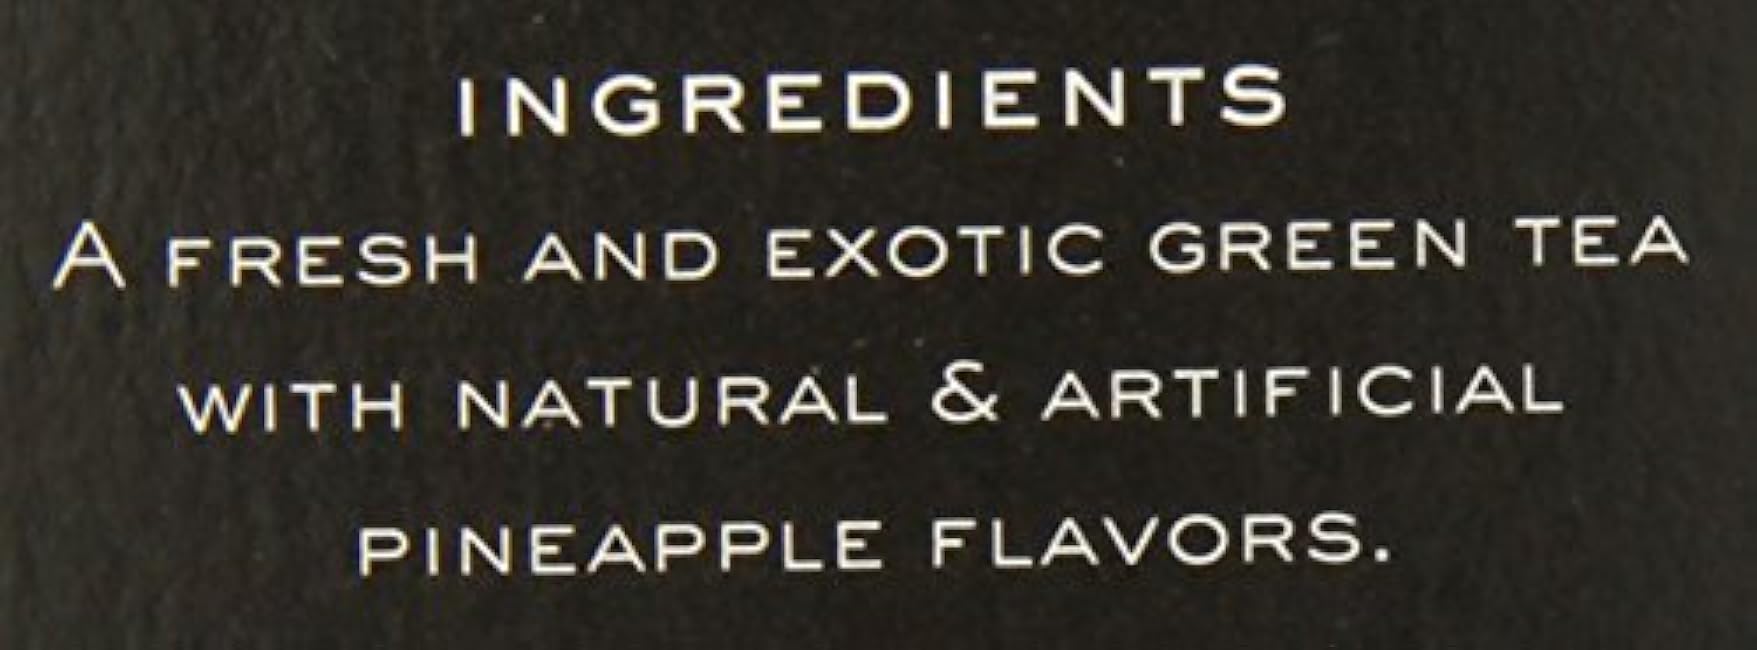 INGREDIENTS
A FRESH AND EXOTIC GREEN TEA
WITH NATURAL & ARTIFICIAL
PINEAPPLE FLAVORS.